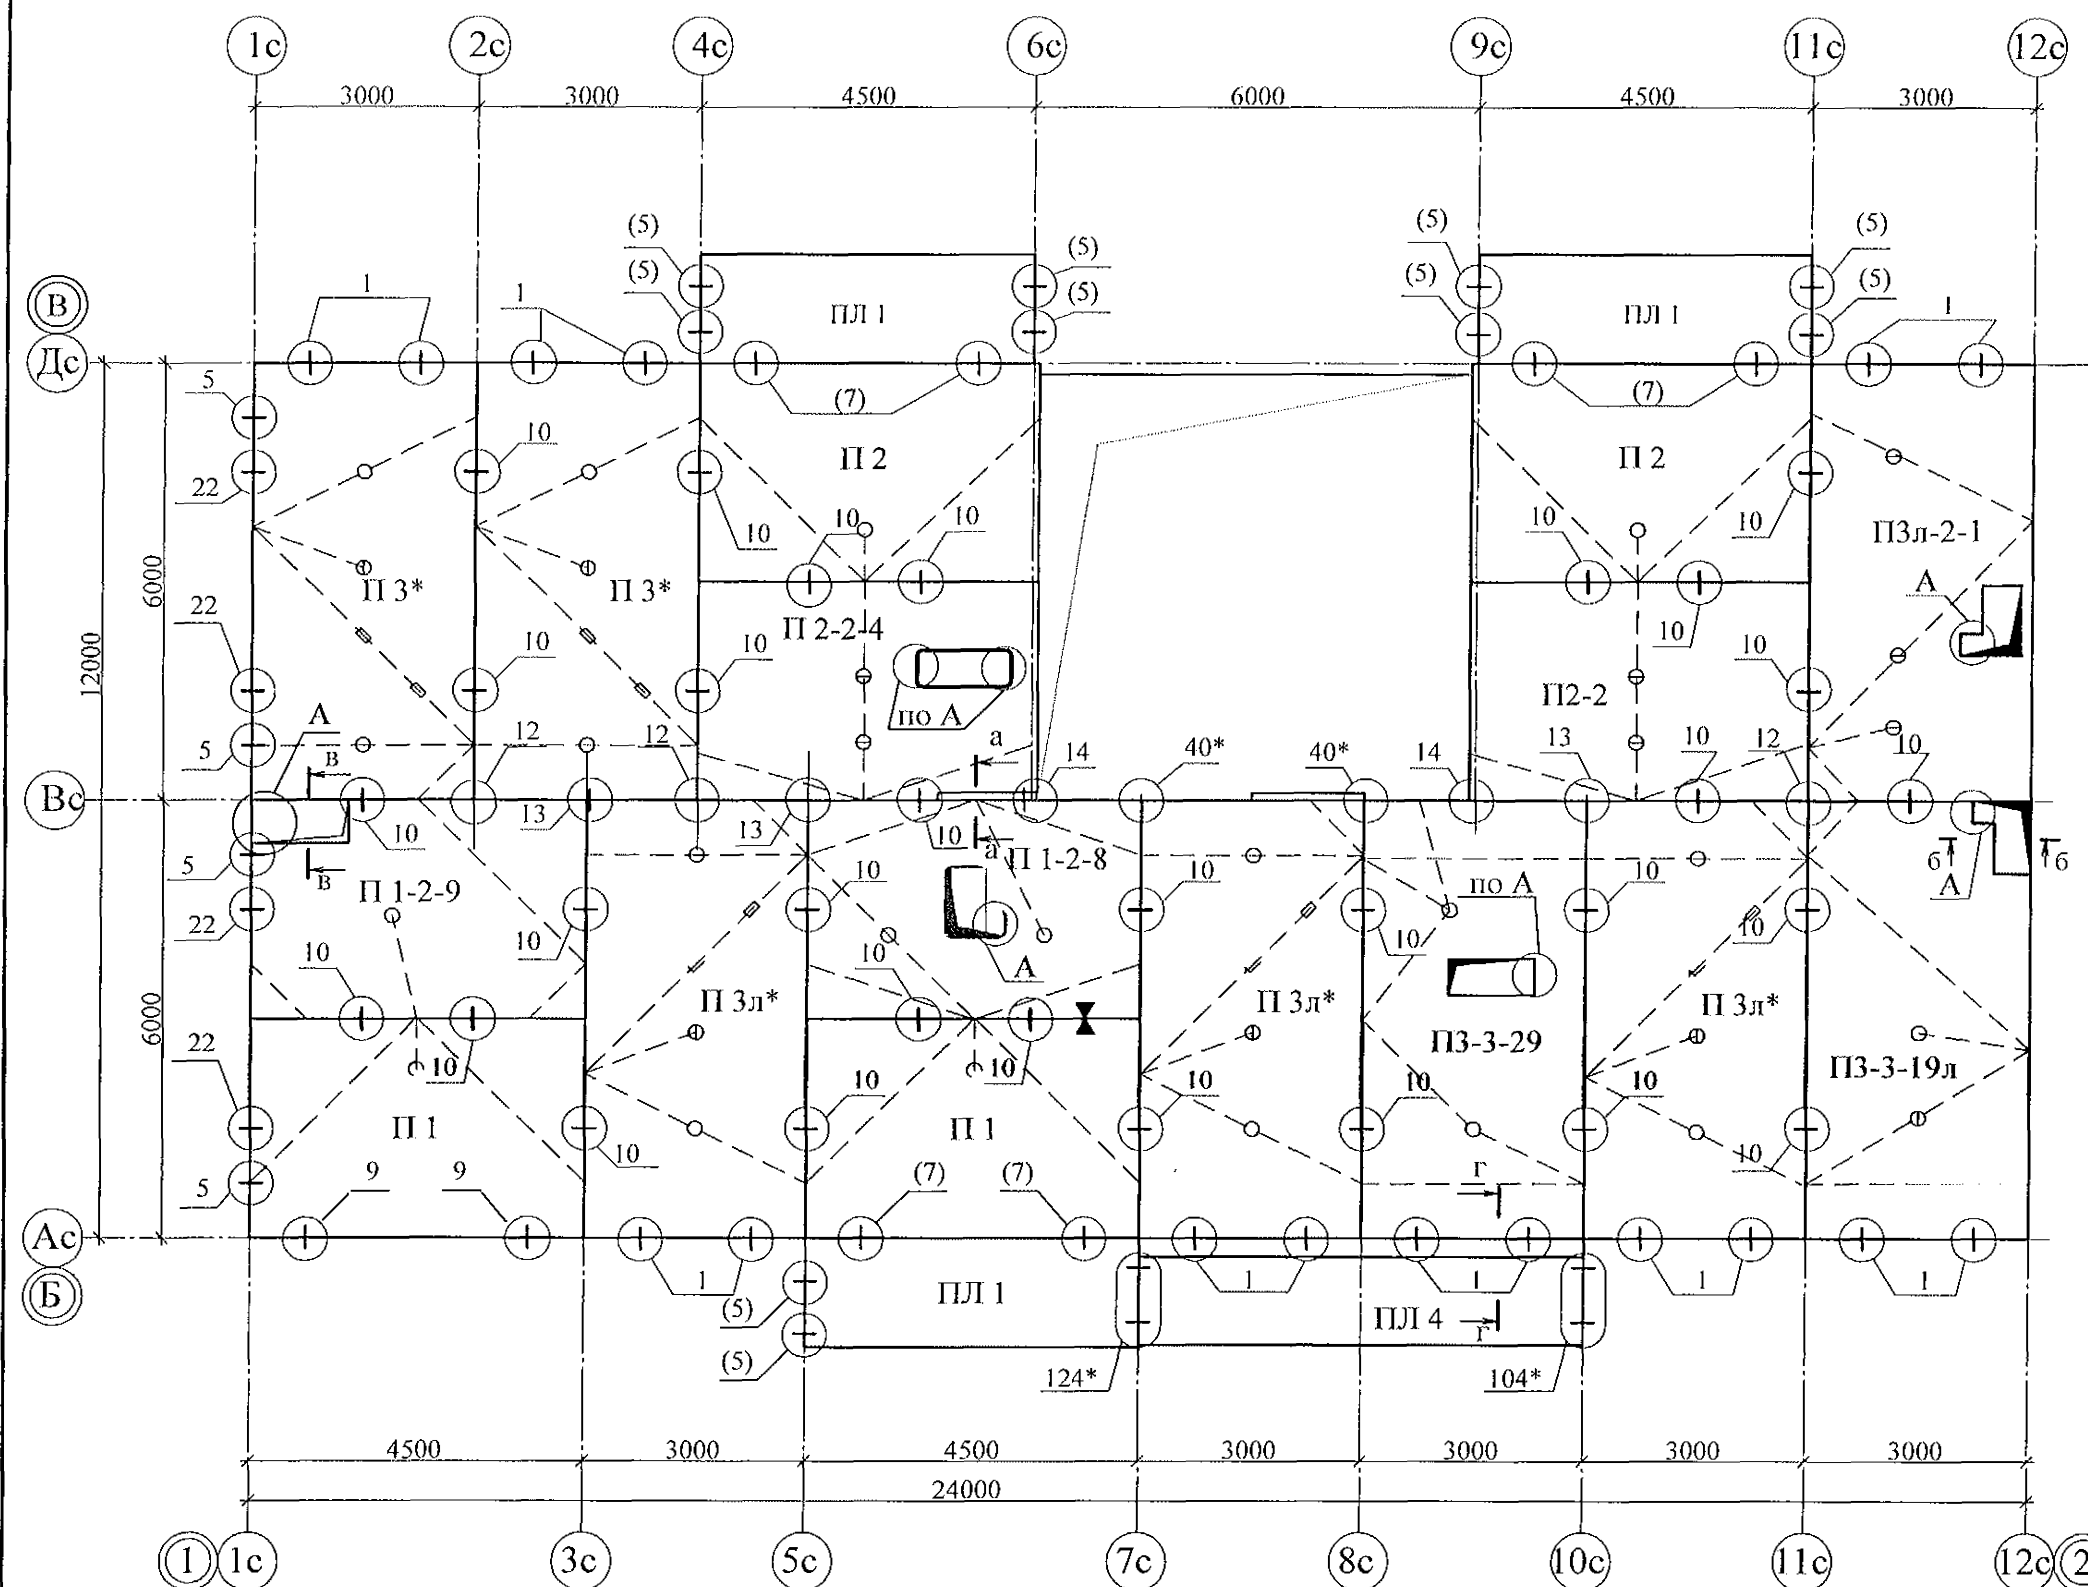 1с 2с 4с 6с 9с 11с 12с
3000 3000 4500 6000 4500 3000
(5) (5) (5) (5)
(5) (5) (5) (5)
В 1 1 ПЛ 1 ПЛ 1 1
Дс
5 (7) (7)
10 П 2 П 2
22 10 10 10 10 10 П3л-2-1
6000 П 3* П 3* А
22 10 П 2-2-4 10 10 10
12000 П2-2
А по А
5 в 12 12 а 14 40* 40* 14 13 10 12 10
Вс
10 13 13 10 а
5 в П 1-2-9 10 П 1-2-8 10 по А 10 б А б
22 10 10 10 А 10 10
6000 П 3л* П 3л* П3-3-29 П 3л*
22 10 10 10 10 10 10 П3-3-19л
П 1 10 П 1 10
5 9 9 (7) (7) г
Ас
Б (5) 1 ПЛ 1 1 1 ПЛ 4 г 1 1
(5) 124* 104*
4500 3000 4500 3000 3000 3000 3000
24000
1 1с 3с 5с 7с 8с 10с 11с 12с 2